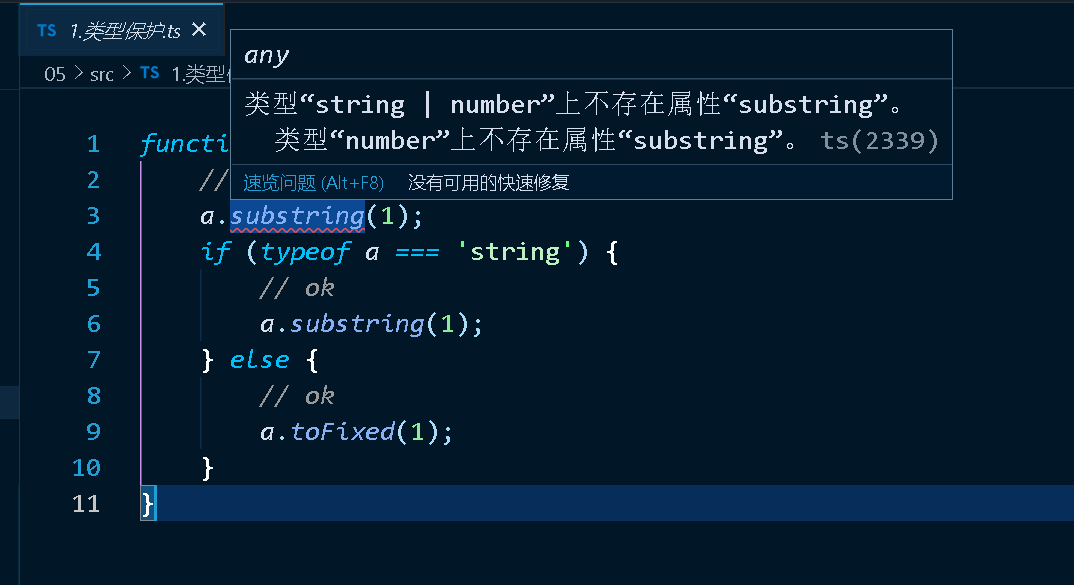 TS 1.类型保护.ts ×
05 > src > TS 1.类型
any
类型“string | number”上不存在属性“substring”。
类型“number”上不存在属性“substring”。 ts(2339)
速览问题 (Alt+F8) 没有可用的快速修复
1 functi
2 //
3 a.substring(1);
4 if (typeof a === 'string') {
5 // ok
6 a.substring(1);
7 } else {
8 // ok
9 a.toFixed(1);
10 }
11 }